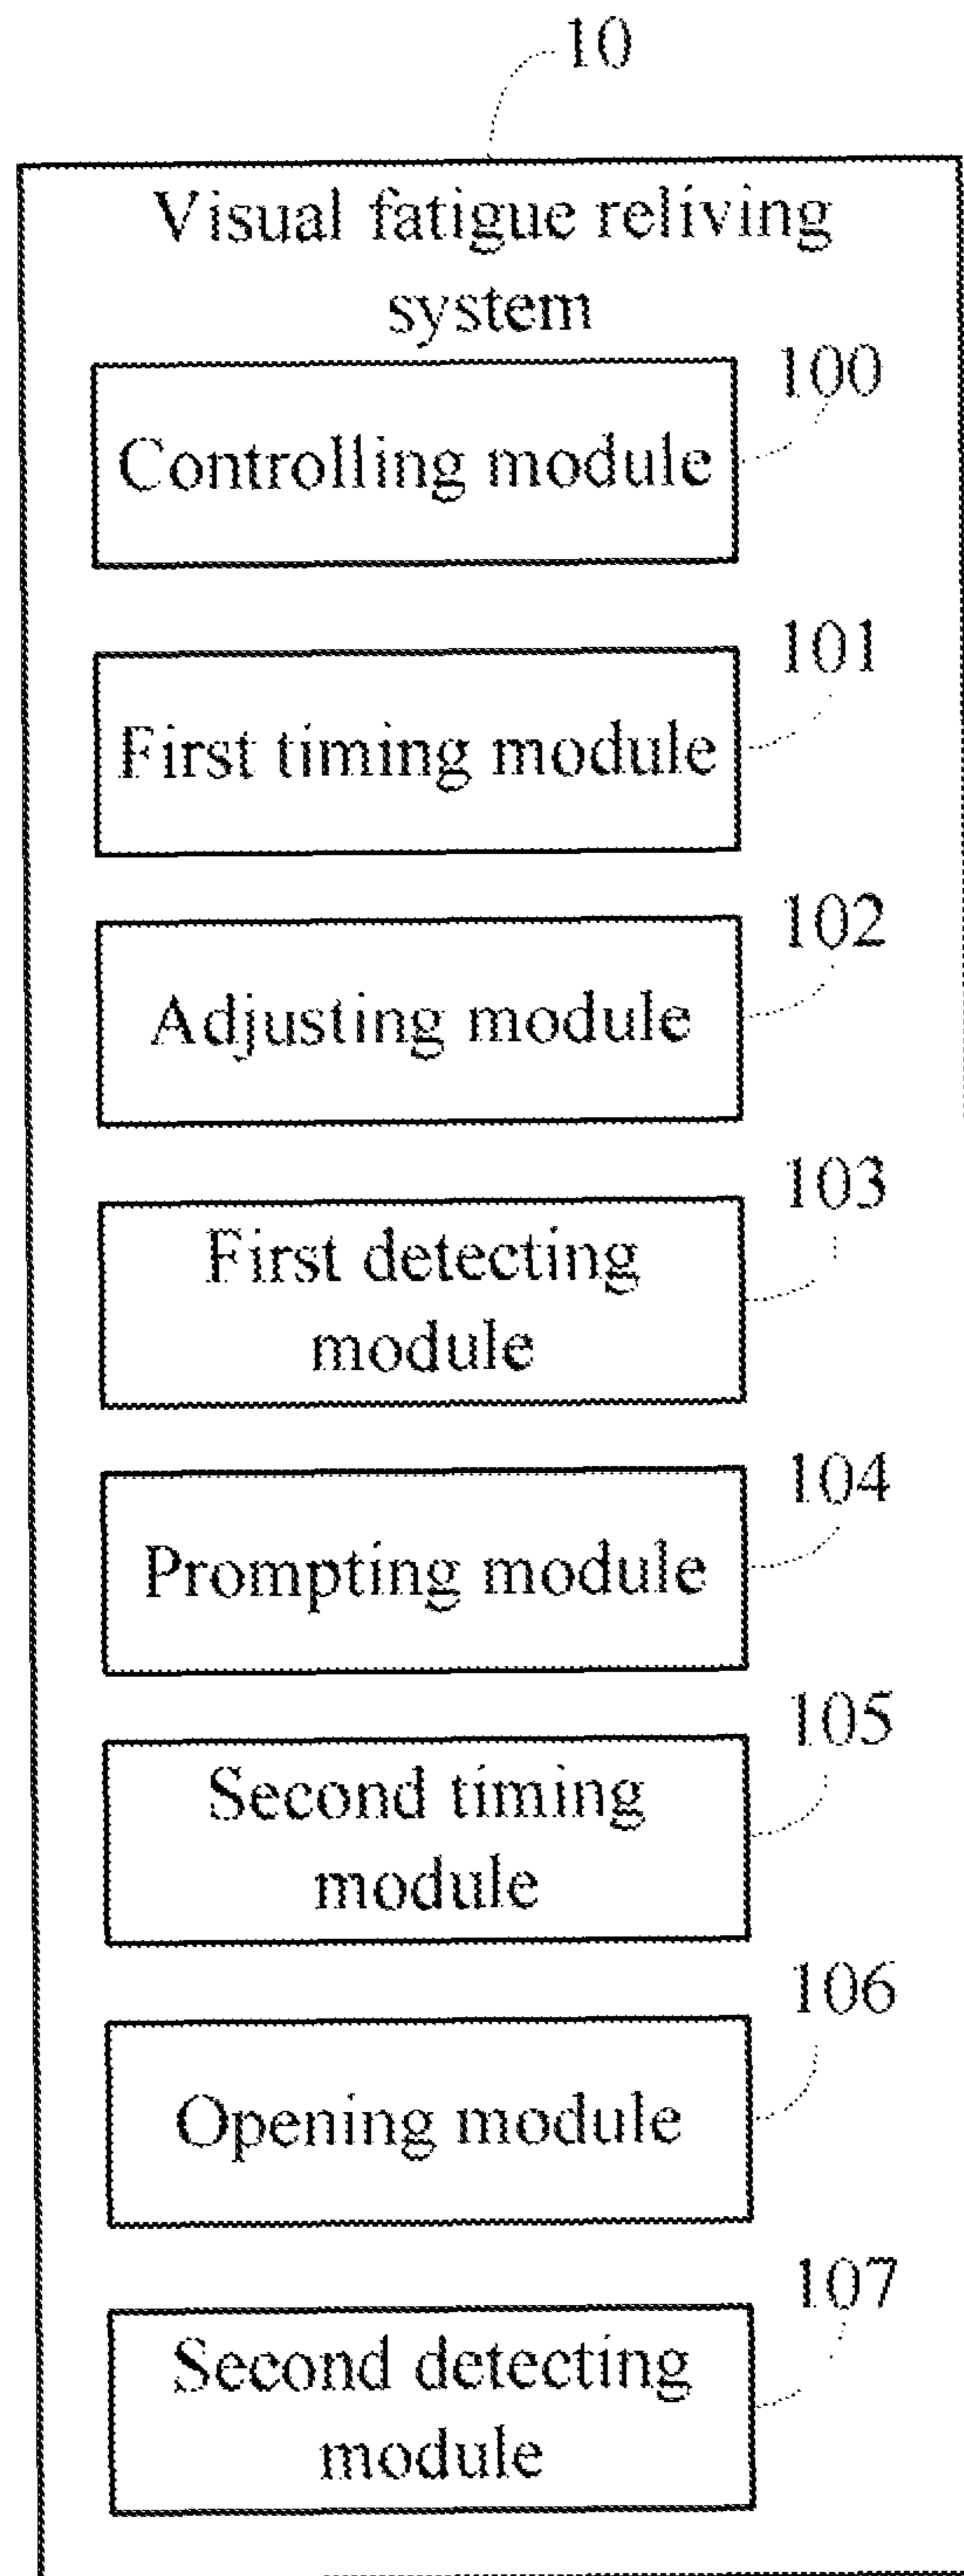 10
Visual fatigue reliving
system
100
Controlling module
101
First timing module
102
Adjusting module
103
First detecting
module
104
Prompting module
105
Second timing
module
106
Opening module
107
Second detecting
module